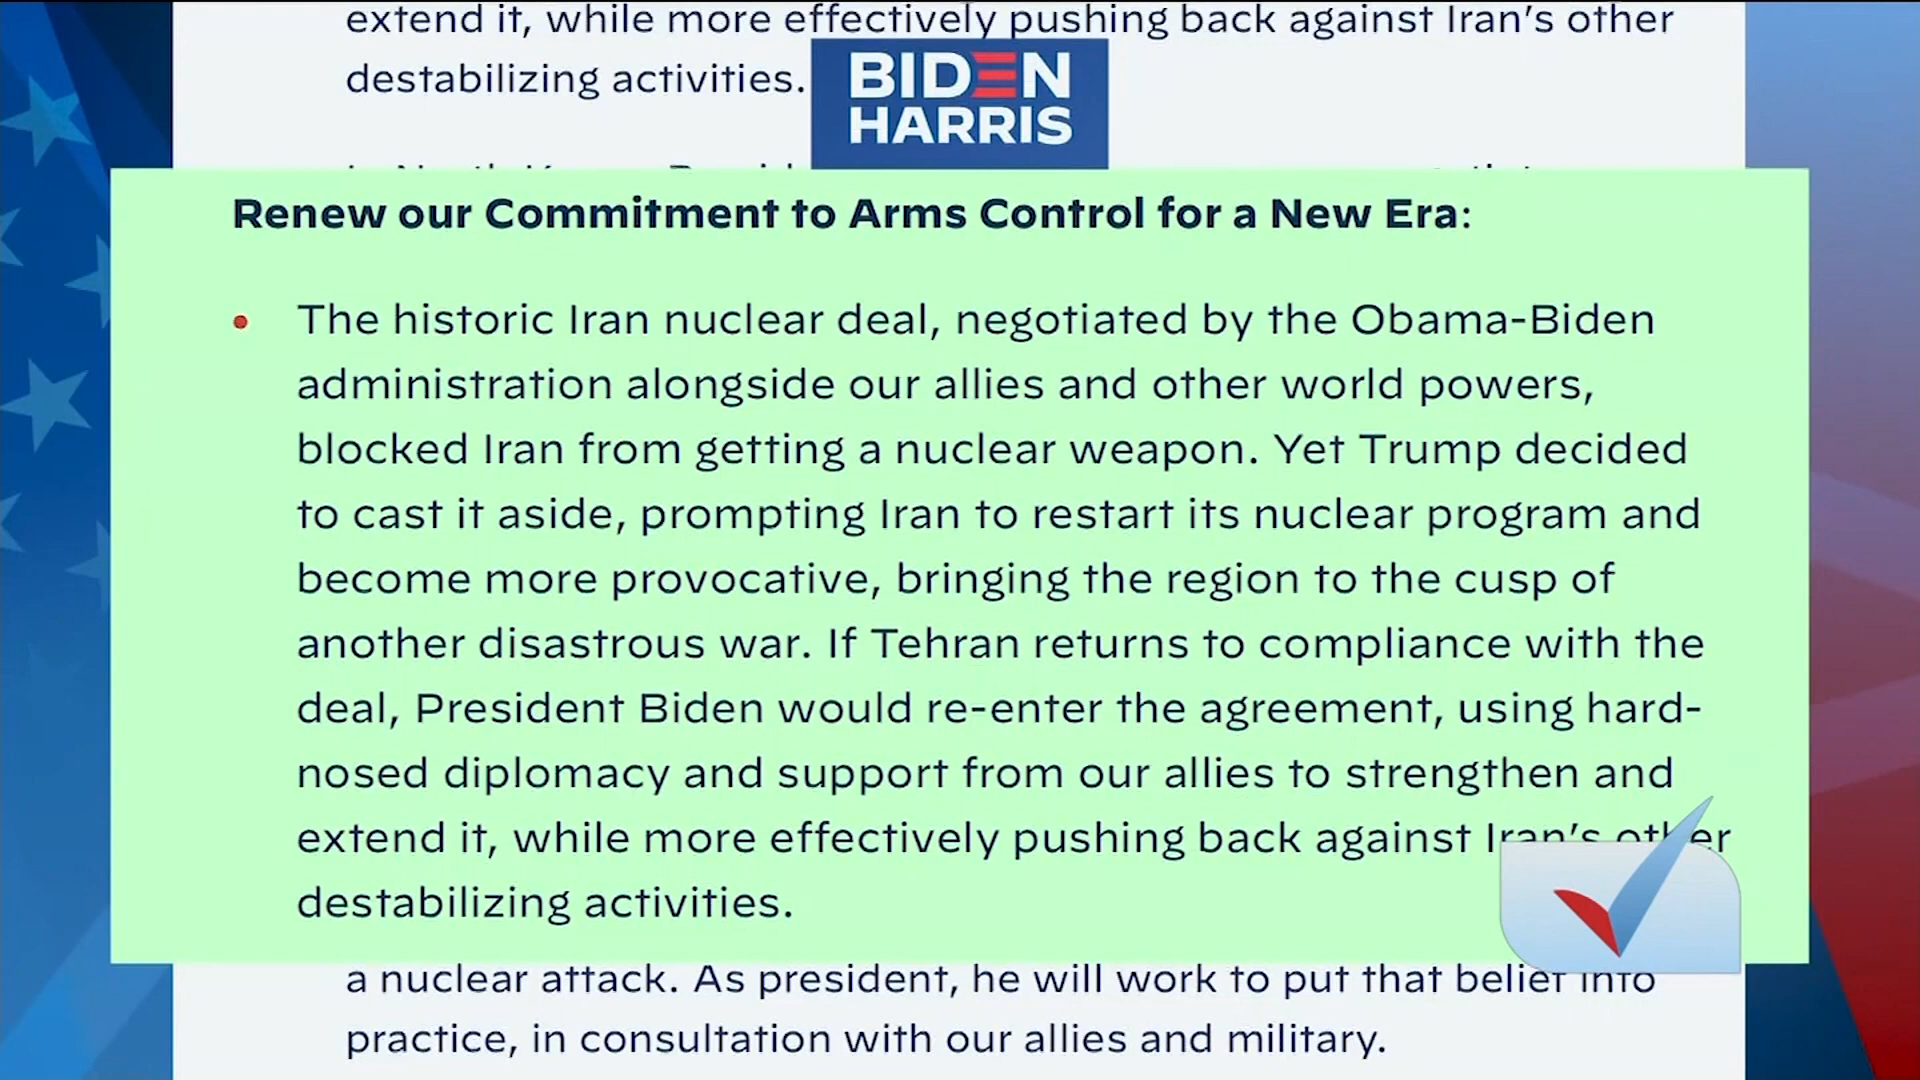 extend it, while more effectively pushing back against Iran's other
destabilizing activities.
BIDEN
HARRIS
Renew our Commitment to Arms Control for a New Era:
• The historic Iran nuclear deal, negotiated by the Obama-Biden
administration alongside our allies and other world powers,
blocked Iran from getting a nuclear weapon. Yet Trump decided
to cast it aside, prompting Iran to restart its nuclear program and
become more provocative, bringing the region to the cusp of
another disastrous war. If Tehran returns to compliance with the
deal, President Biden would re-enter the agreement, using hard-
nosed diplomacy and support from our allies to strengthen and
extend it, while more effectively pushing back against Iran's other
destabilizing activities.
a nuclear attack. As president, he will work to put that belief into
practice, in consultation with our allies and military.